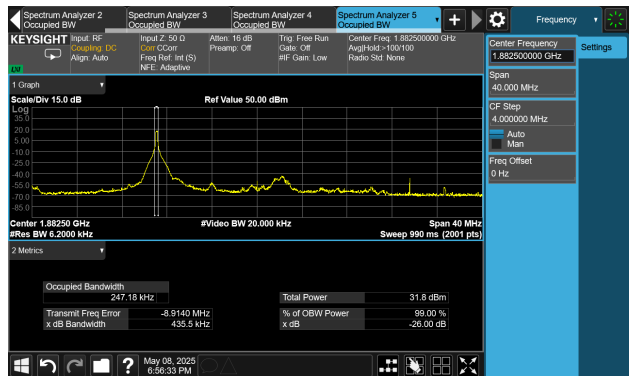 Spectrum Analyzer 2
Occupied BW
Spectrum Analyzer 3
Occupied BW
Spectrum Analyzer 4
Occupied BW
Spectrum Analyzer 5
Occupied BW
+
Frequency
KEYSIGHT
Input: RF
Coupling: DC
Align: Auto
Input Z: 50 Ω
Corr CCorr
Freq Ref: Int (S)
NFE: Adaptive
Atten: 16 dB
Preamp: Off
Trig: Free Run
Gate: Off
#IF Gain: Low
Center Freq: 1.882500000 GHz
Avg|Hold:>100/100
Radio Std: None
Center Frequency
1.882500000 GHz
Settings
Span
40.000 MHz
CF Step
4.000000 MHz
Auto
Man
Freq Offset
0 Hz
LXI
1 Graph
Scale/Div 15.0 dB
Ref Value 50.00 dBm
Log
35.0
20.0
5.00
-10.0
-25.0
-40.0
-55.0
-70.0
-85.0
Center 1.88250 GHz
#Video BW 20.000 kHz
Span 40 MHz
#Res BW 6.2000 kHz
Sweep 990 ms (2001 pts)
2 Metrics
Occupied Bandwidth
247.18 kHz
Total Power
31.8 dBm
Transmit Freq Error
-8.9140 MHz
% of OBW Power
99.00 %
x dB Bandwidth
435.5 kHz
x dB
-26.00 dB
?
May 08, 2025
6:56:33 PM